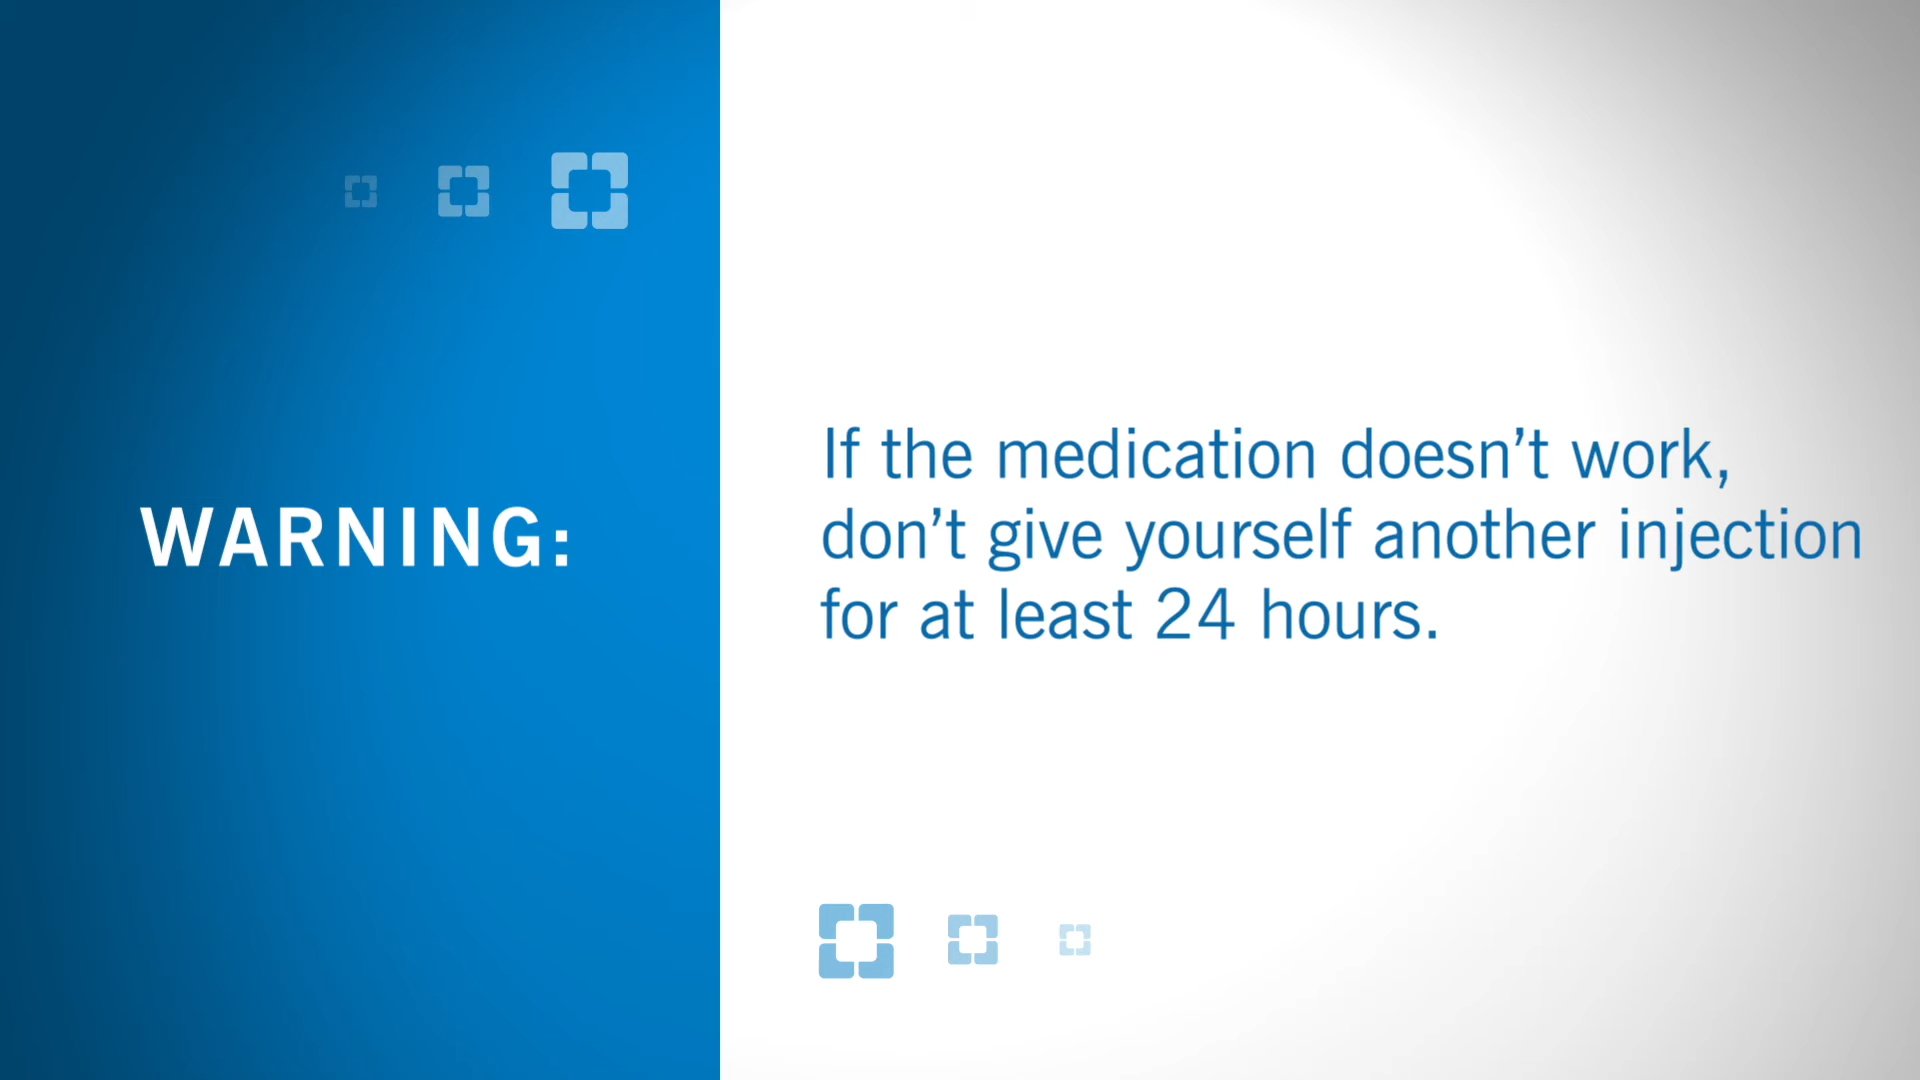 WARNING:
If the medication doesn’t work,
don’t give yourself another injection
for at least 24 hours.